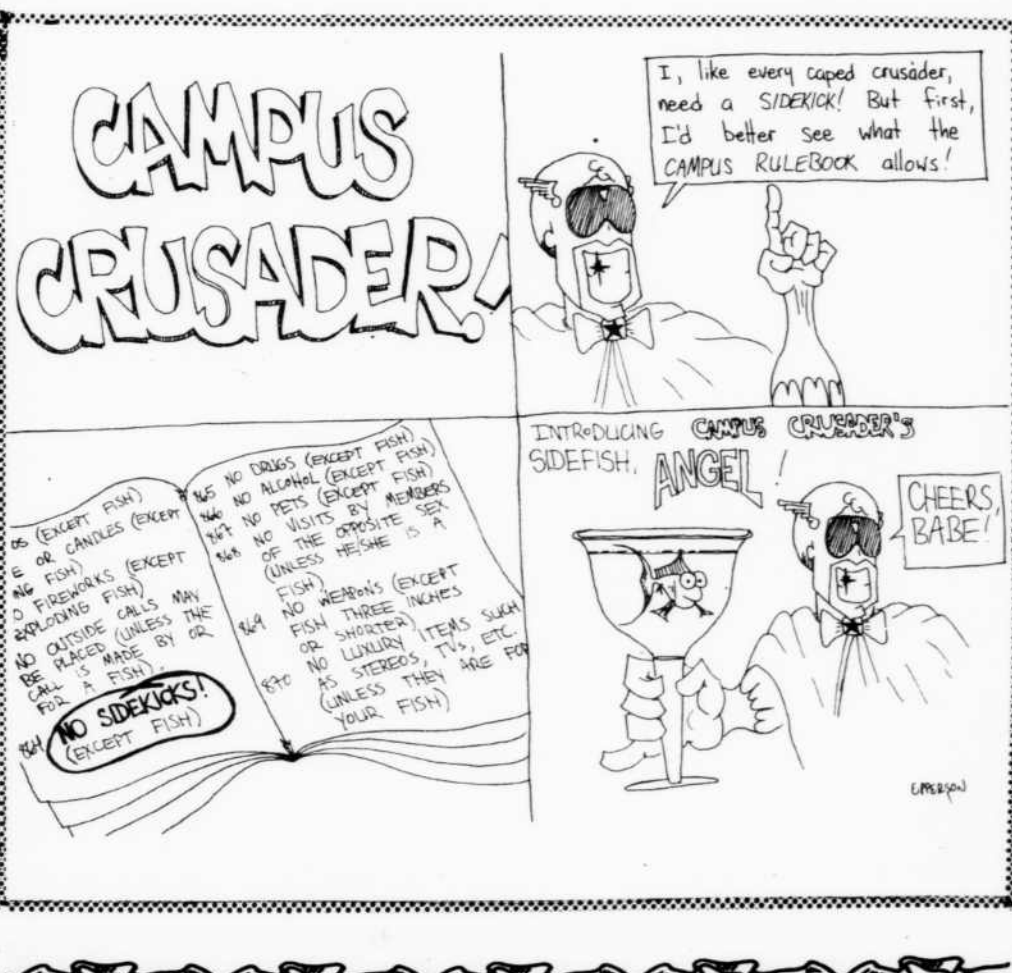 CAMPUS
CRUSADER!
I, like every caped crusader,
need a SIDEKICK! But first,
I'd better see what the
CAMPUS RULEBOOK allows!
OS (EXCEPT FISH)
E OR CANDLES (EXCEPT
ING FISH)
O FIREWORKS (EXCEPT
EXPLODING FISH)
NO OUTSIDE CALLS MAY
BE PLACED (UNLESS THE
CALL IS MADE BY OR
FOR A FISH).
864 NO SIDEKICKS!
(EXCEPT FISH)
865 NO DRUGS (EXCEPT FISH)
866 NO ALCOHOL (EXCEPT FISH)
867 NO PETS (EXCEPT FISH)
868 NO VISITS BY MEMBERS
OF THE OPPOSITE SEX
(UNLESS HE/SHE IS A
FISH)
869 NO WEAPONS (EXCEPT
FISH THREE INCHES
OR SHORTER)
870 NO LUXURY ITEMS SUCH
AS STEREOS, TVs, ETC.
(UNLESS THEY ARE FOR
YOUR FISH)
INTRODUCING CAMPUS CRUSADER'S
SIDEFISH, ANGEL!
CHEERS,
BABE!
EPPERSON